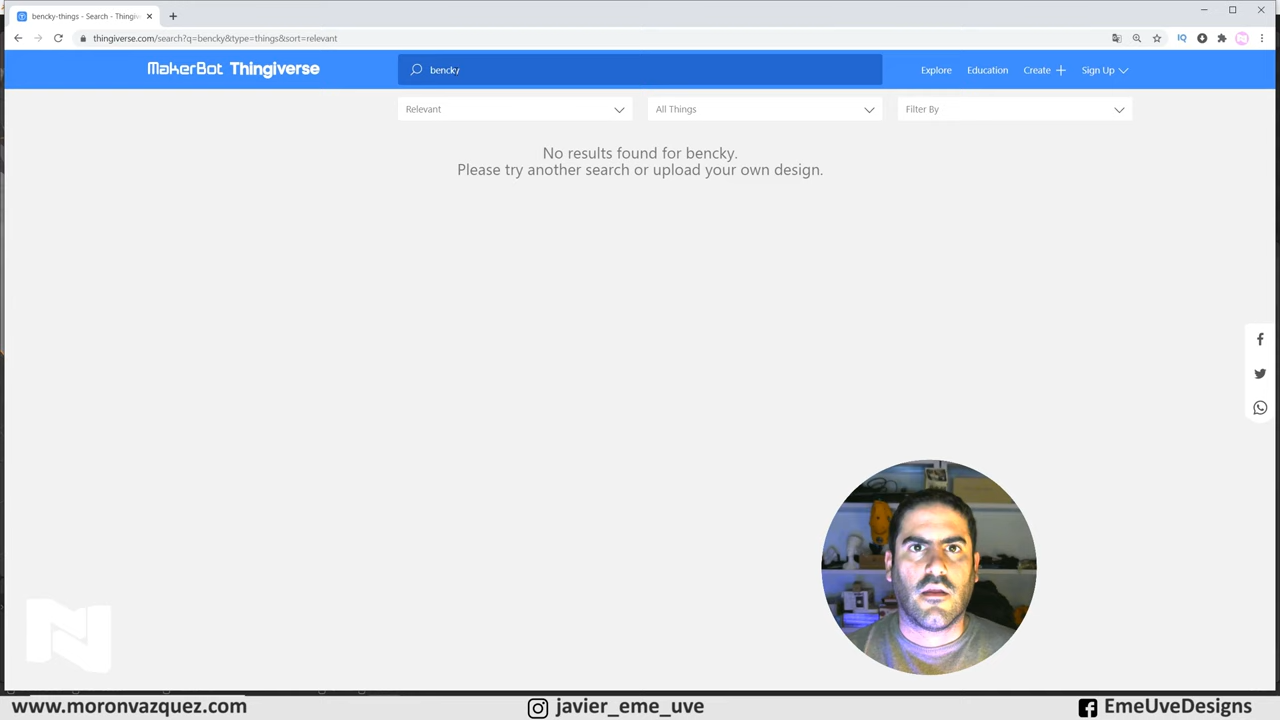 bencky-things - Search - Thingiv
thingiverse.com/search?q=bencky&type=things&sort=relevant
IQ
MakerBot Thingiverse
bencky
Explore
Education
Create
Sign Up
Relevant
All Things
Filter By
No results found for bencky.
Please try another search or upload your own design.
www.moronvazquez.com
javier_eme_uve
EmeUveDesigns